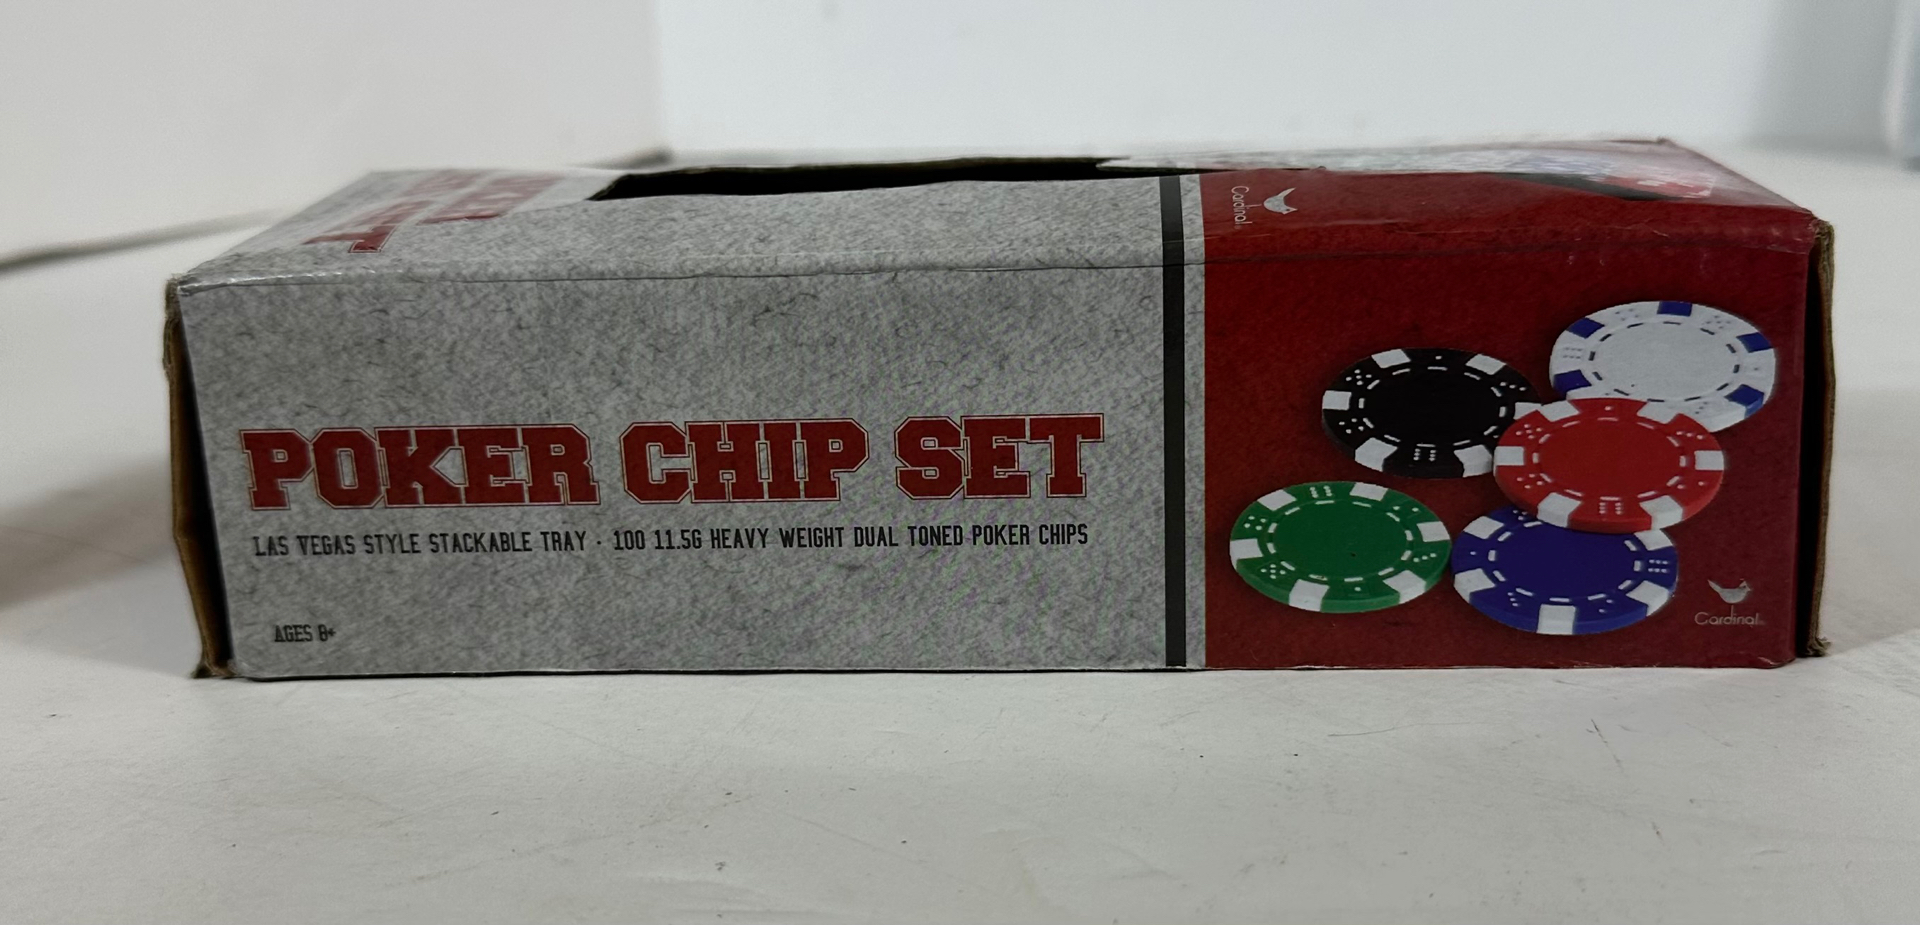 Cardinal
POKER CHIP SET
LAS VEGAS STYLE STACKABLE TRAY · 100 11.5G HEAVY WEIGHT DUAL TONED POKER CHIPS
AGES 8+
Cardinal